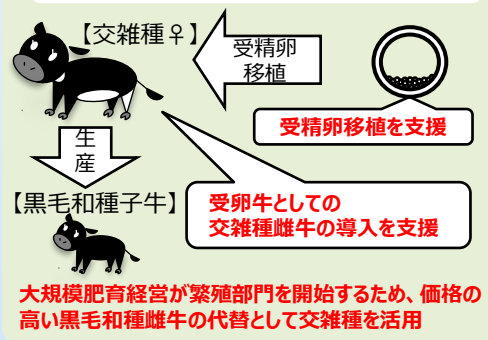 【交雑種♀】
受精卵
移植
受精卵移植を支援
生
産
【黒毛和種子牛】
受卵牛としての
交雑種雌牛の導入を支援
大規模肥育経営が繁殖部門を開始するため、価格の
高い黒毛和種雌牛の代替として交雑種を活用